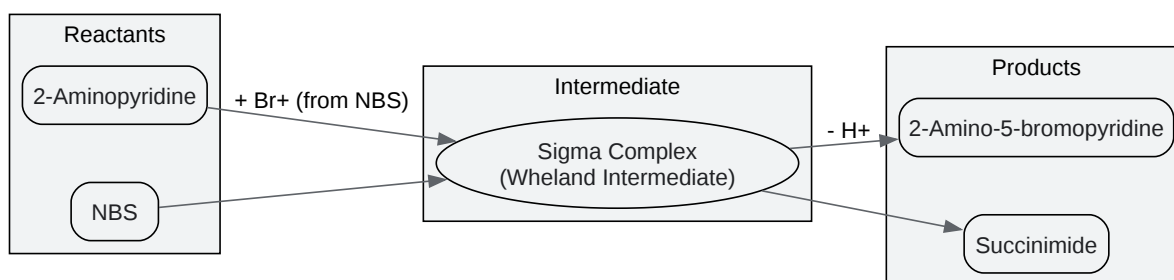 Reactants
2-Aminopyridine
NBS
+ Br+ (from NBS)
Intermediate
Sigma Complex
(Wheland Intermediate)
- H+
Products
2-Amino-5-bromopyridine
Succinimide